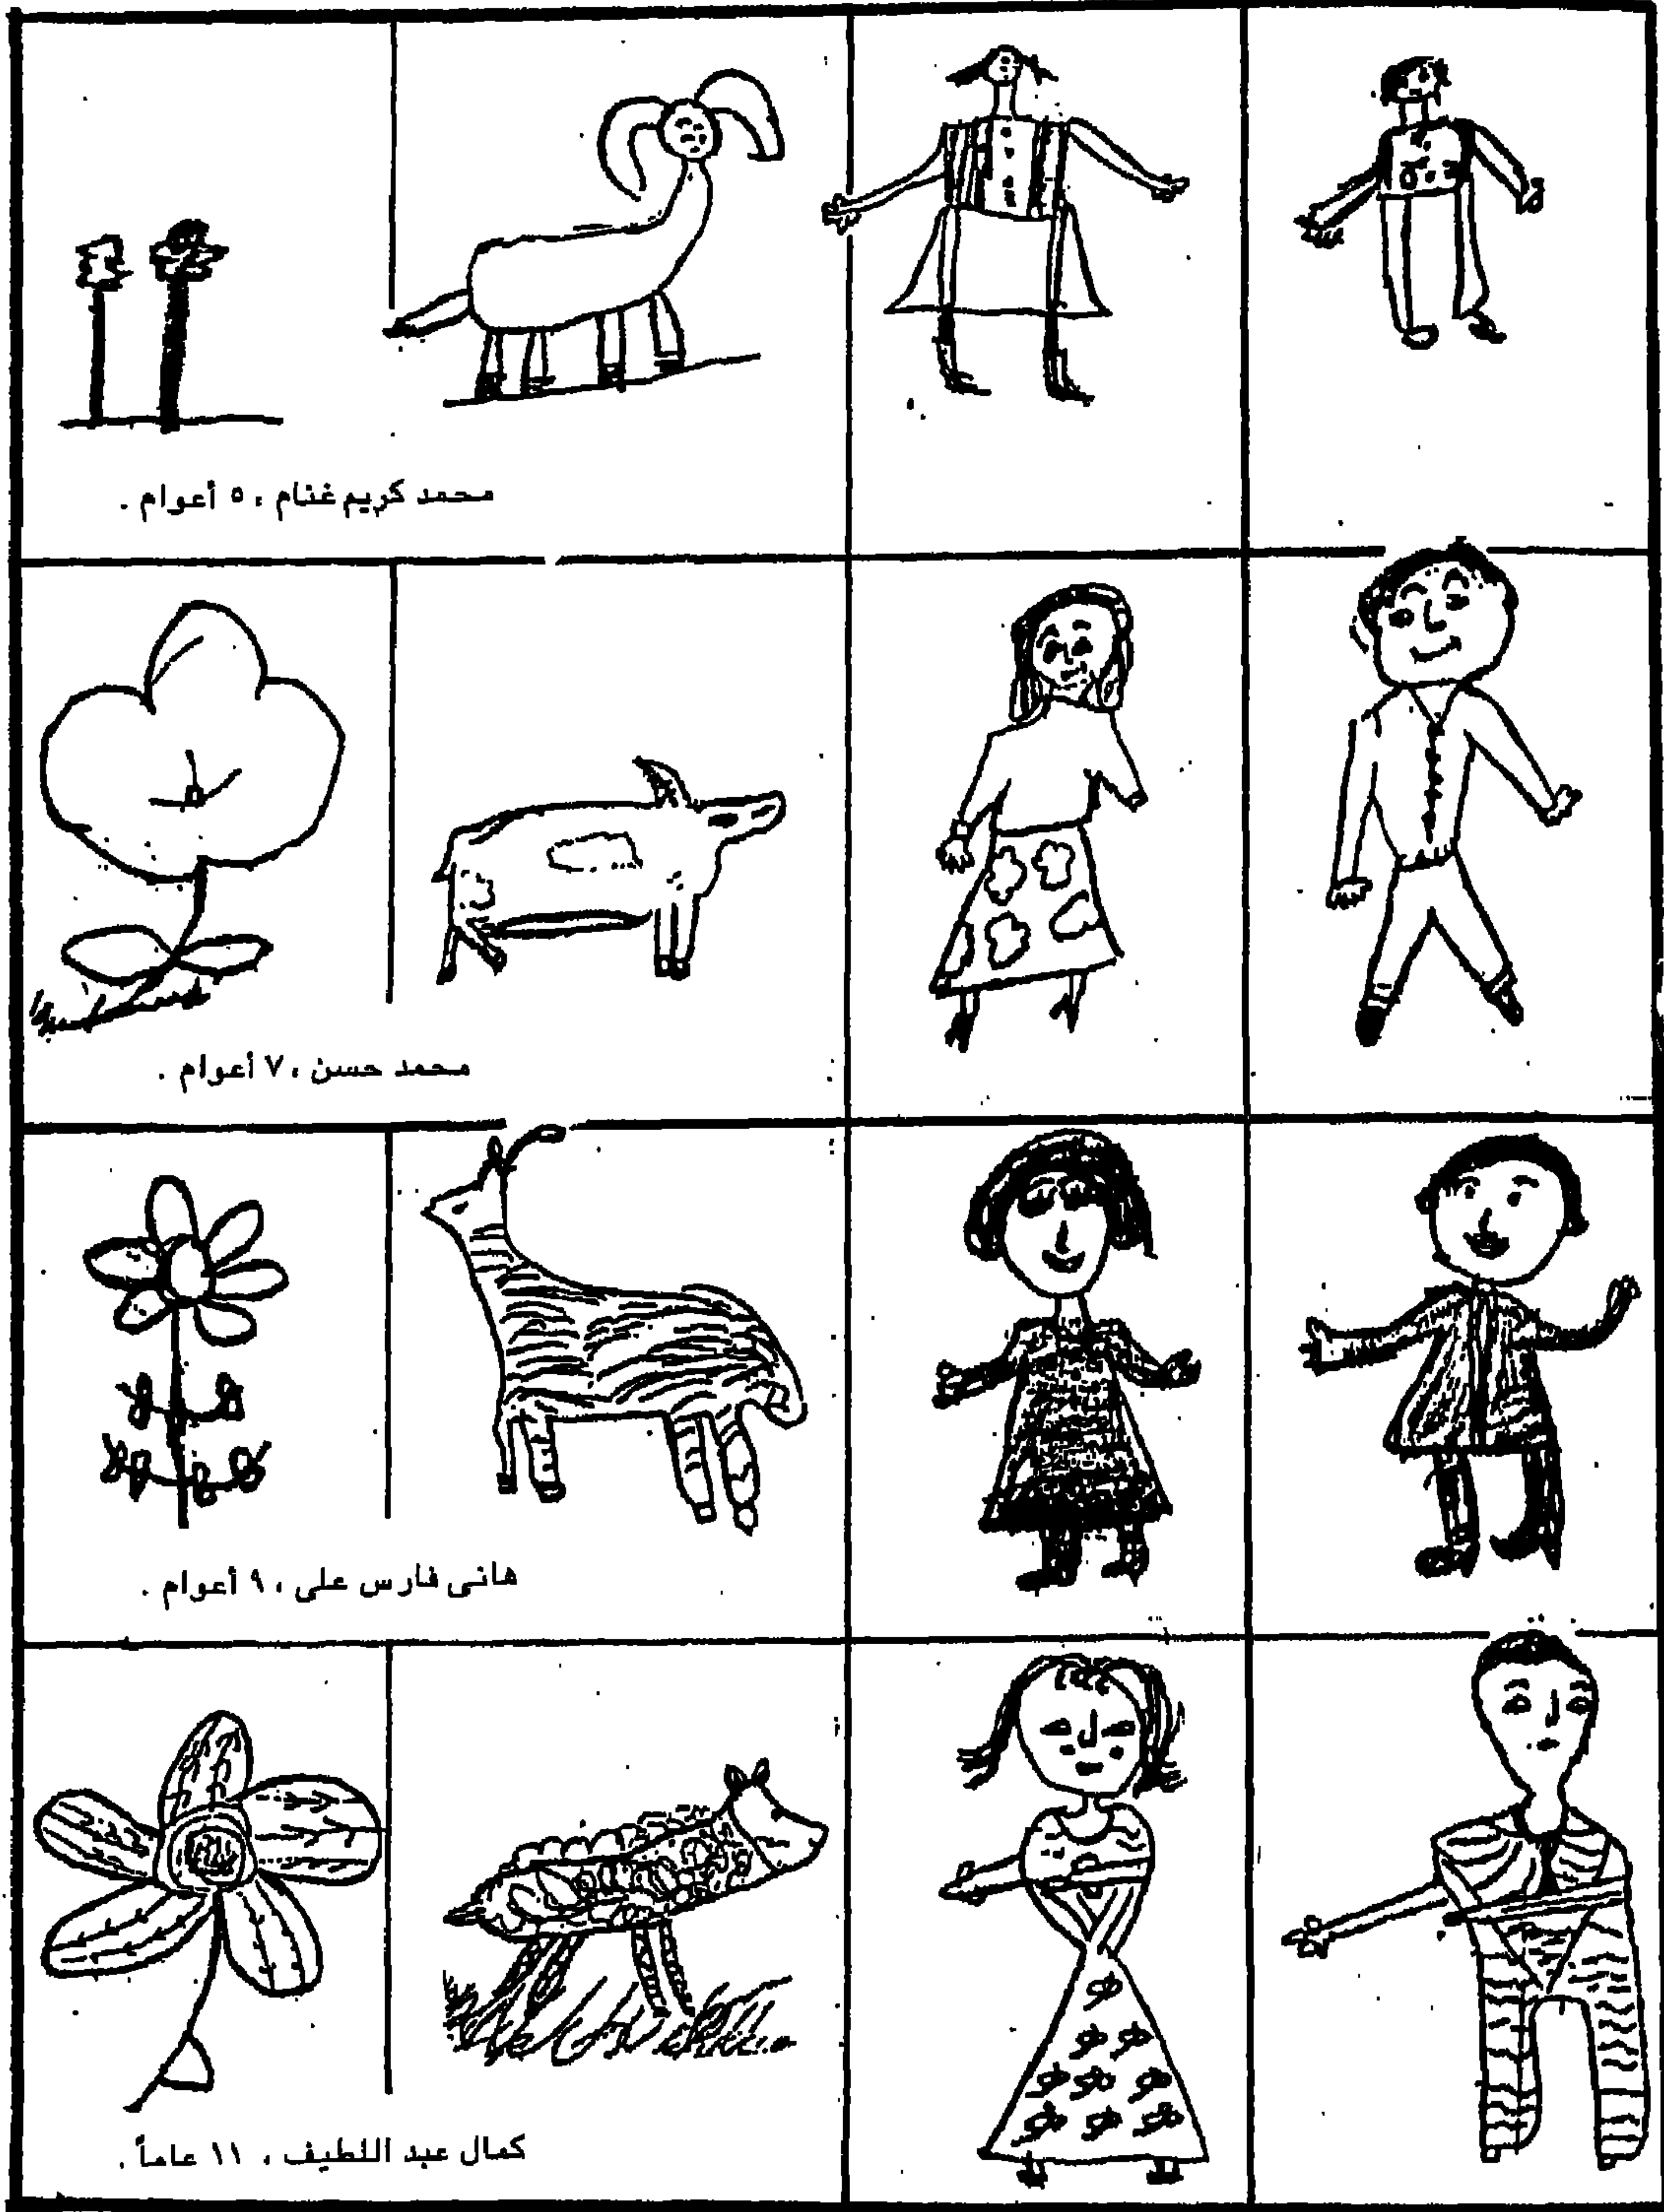 محمد كريم غنام ، ٥ أعوام .
محمد حسن ، ٧ أعوام .
هانى فارس على ، ٩ أعوام .
كمال عبد اللطيف ، ١١ عاماً .